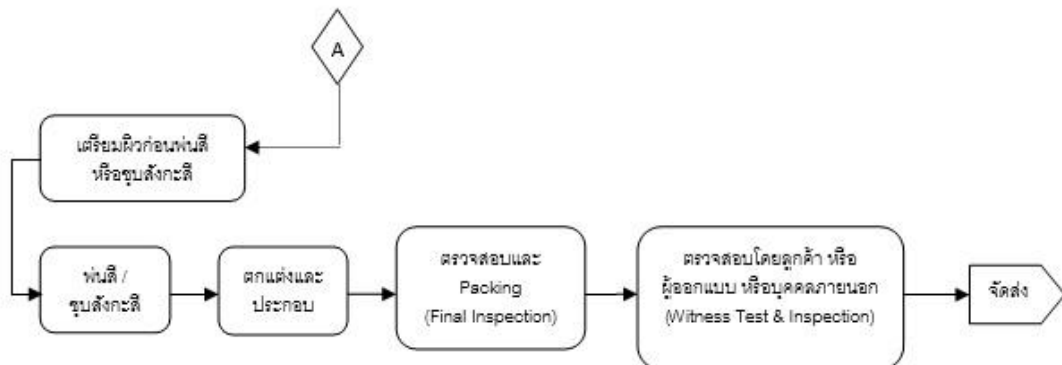 A
เตรียมผิวก่อนพ่นสี
หรือชุบสังกะสี
พ่นสี /
ชุบสังกะสี
ตกแต่งและ
ประกอบ
ตรวจสอบและ
Packing
(Final Inspection)
ตรวจสอบโดยลูกค้า หรือ
ผู้ออกแบบ หรือบุคคลภายนอก
(Witness Test & Inspection)
จัดส่ง